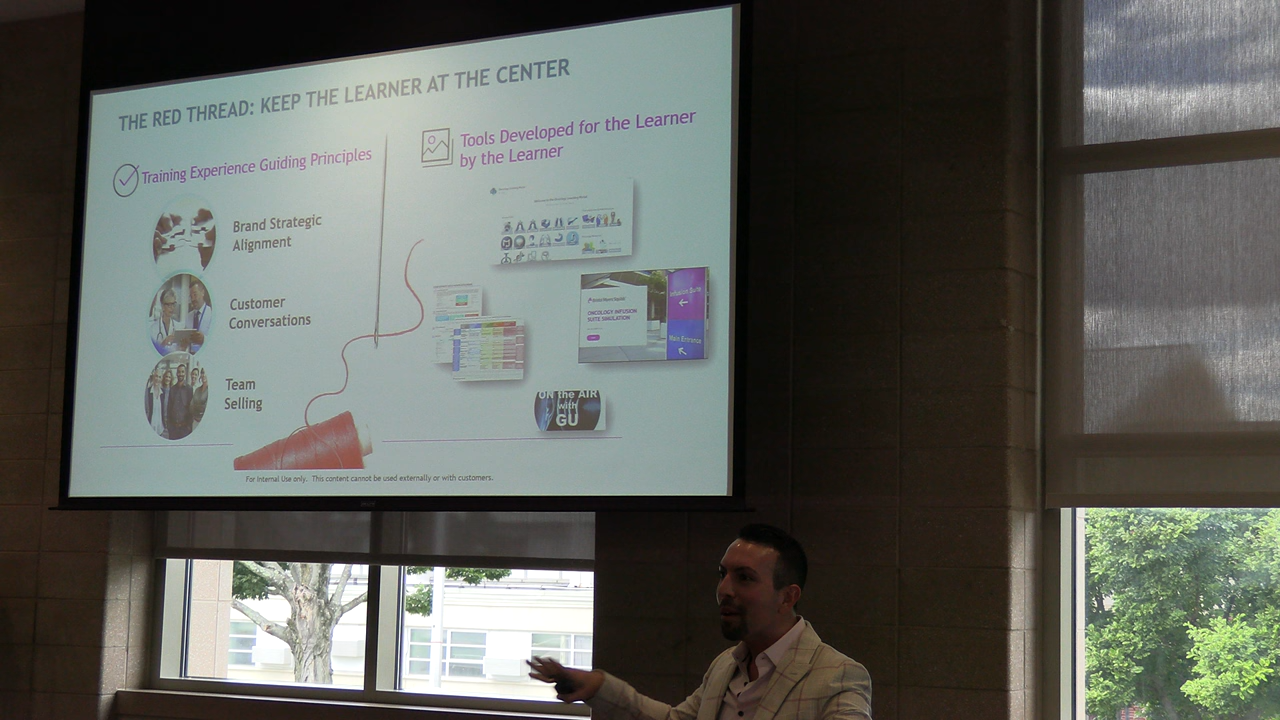 THE RED THREAD: KEEP THE LEARNER AT THE CENTER
Training Experience Guiding Principles
Brand Strategic
Alignment
Customer
Conversations
Team
Selling
Tools Developed for the Learner
by the Learner
ONCOLOGY INFUSION
SUITE SIMULATION
Infusion Suite
Main Entrance
ON the AIR
with
GU
For Internal Use only. This content cannot be used externally or with customers.